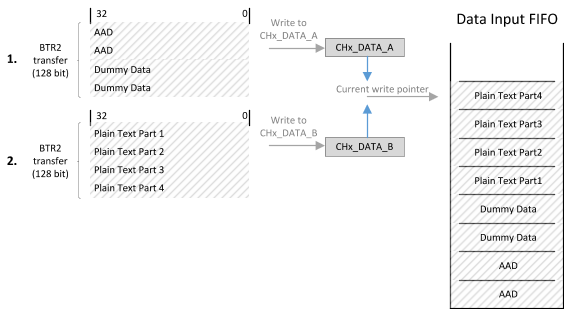 32 0
1.
BTR2
transfer
(128 bit)
AAD
AAD
Dummy Data
Dummy Data
Write to
CHx_DATA_A
CHx_DATA_A
Current write pointer
32 0
2.
BTR2
transfer
(128 bit)
Plain Text Part 1
Plain Text Part 2
Plain Text Part 3
Plain Text Part 4
Write to
CHx_DATA_B
CHx_DATA_B
Data Input FIFO
Plain Text Part4
Plain Text Part3
Plain Text Part2
Plain Text Part1
Dummy Data
Dummy Data
AAD
AAD